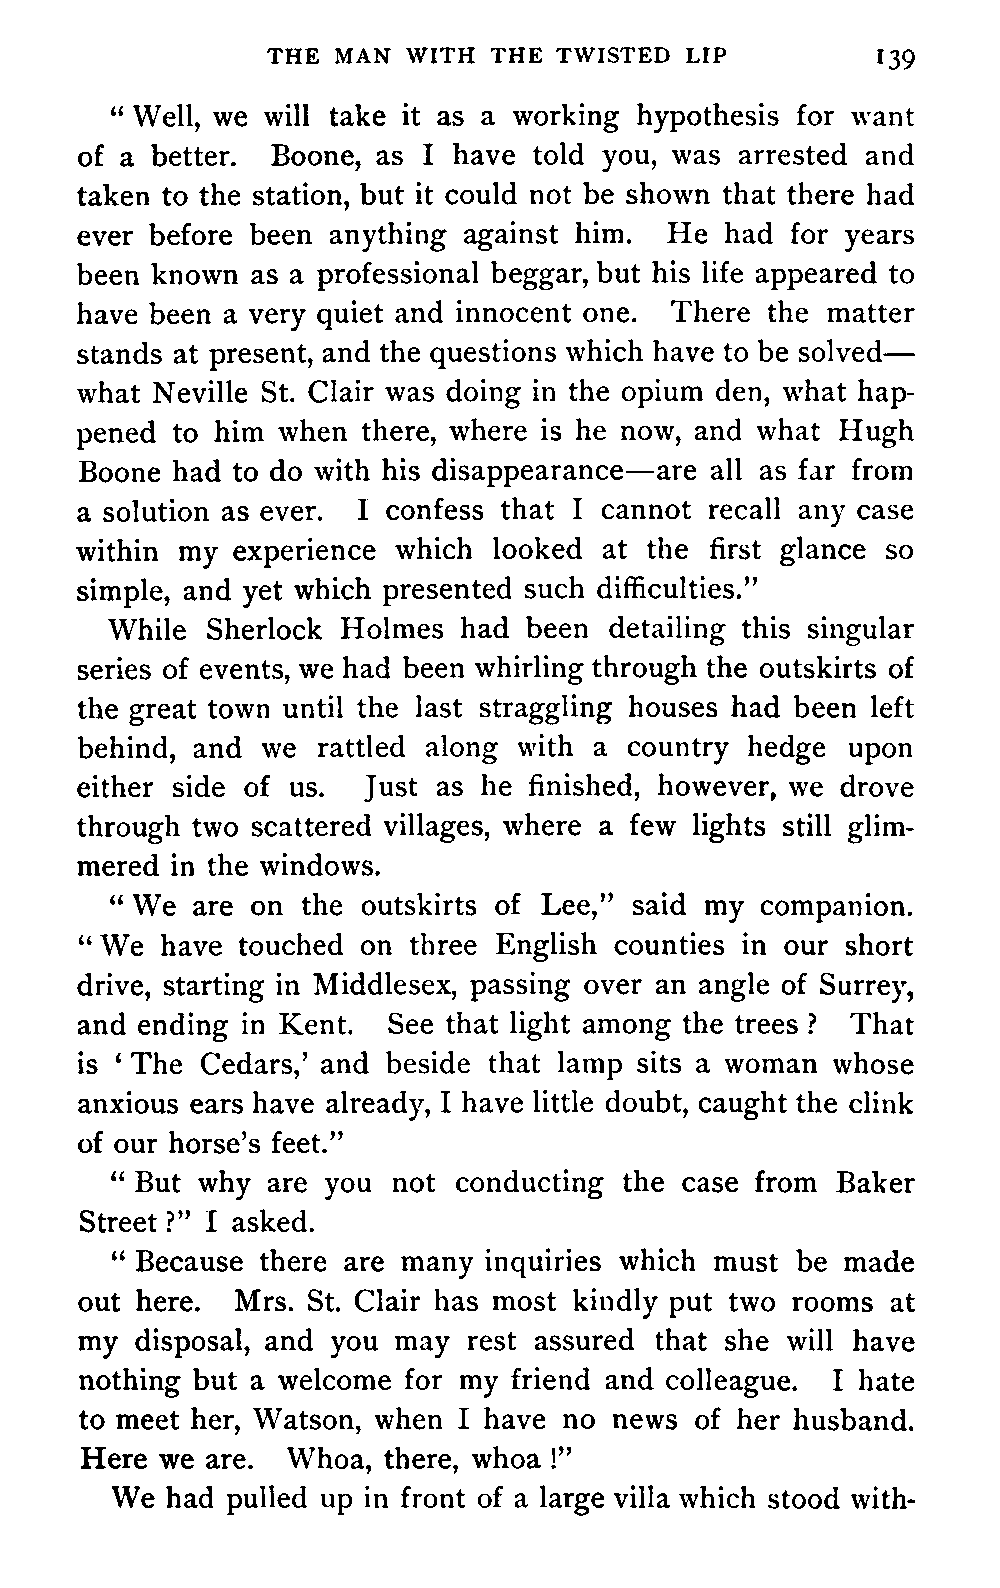 THE MAN WITH THE TWISTED LIP 139
“ Well, we will take it as a working hypothesis for want
of a better. Boone, as I have told you, was arrested and
taken to the station, but it could not be shown that there had
ever before been anything against him. He had for years
been known as a professional beggar, but his life appeared to
have been a very quiet and innocent one. There the matter
stands at present, and the questions which have to be solved—
what Neville St. Clair was doing in the opium den, what hap-
pened to him when there, where is he now, and what Hugh
Boone had to do with his disappearance—are all as far from
a solution as ever. I confess that I cannot recall any case
within my experience which looked at the first glance so
simple, and yet which presented such difficulties.”
While Sherlock Holmes had been detailing this singular
series of events, we had been whirling through the outskirts of
the great town until the last straggling houses had been left
behind, and we rattled along with a country hedge upon
either side of us. Just as he finished, however, we drove
through two scattered villages, where a few lights still glim-
mered in the windows.
“ We are on the outskirts of Lee,” said my companion.
“ We have touched on three English counties in our short
drive, starting in Middlesex, passing over an angle of Surrey,
and ending in Kent. See that light among the trees ? That
is ‘ The Cedars,’ and beside that lamp sits a woman whose
anxious ears have already, I have little doubt, caught the clink
of our horse’s feet.”
“ But why are you not conducting the case from Baker
Street ?” I asked.
“ Because there are many inquiries which must be made
out here. Mrs. St. Clair has most kindly put two rooms at
my disposal, and you may rest assured that she will have
nothing but a welcome for my friend and colleague. I hate
to meet her, Watson, when I have no news of her husband.
Here we are. Whoa, there, whoa !”
We had pulled up in front of a large villa which stood with-